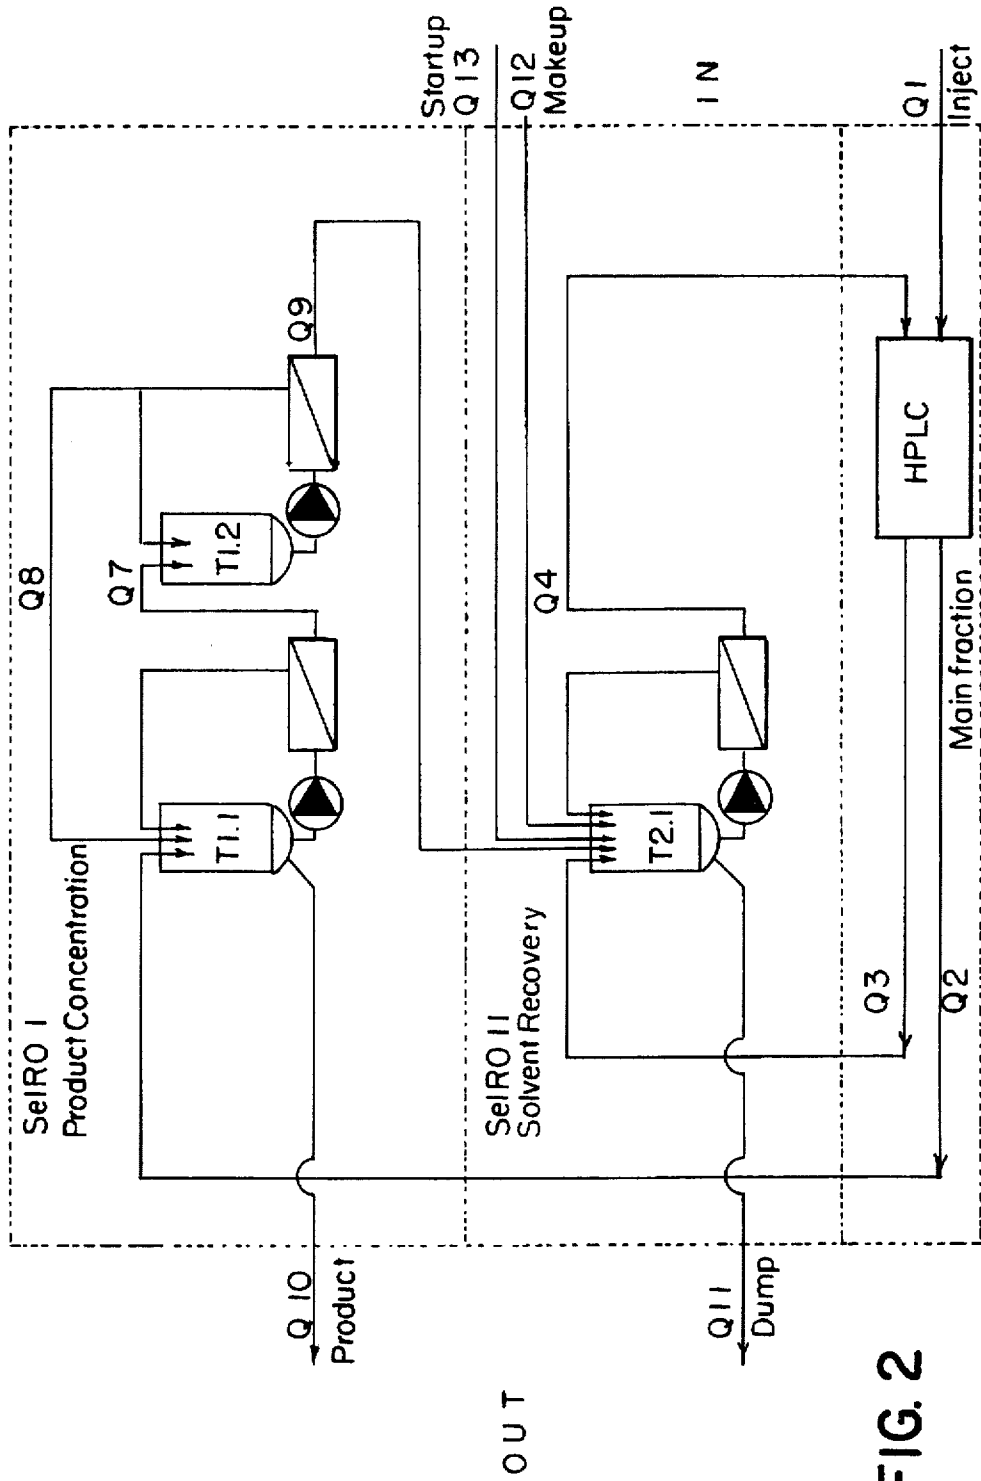 SelRO I
Product Concentration
Q8
Q7
T1.1
T1.2
Q9
Q 10
Product
Startup
Q13
Q12
Makeup
SelRO II
Solvent Recovery
Q4
T2.1
IN
OUT
Q11
Dump
Q3
Q2
Main fraction
HPLC
Q1
Inject
FIG. 2